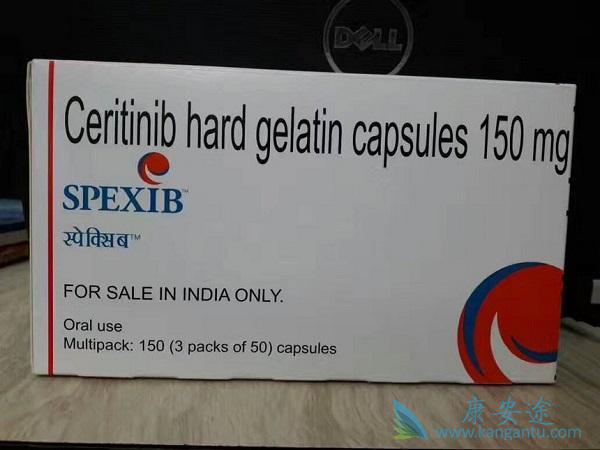 DELL
Ceritinib hard gelatin capsules 150 mg
SPEXIB™
स्पेक्सिब™
FOR SALE IN INDIA ONLY.
Oral use
Multipack: 150 (3 packs of 50) capsules
康安途
www.kangantu.com